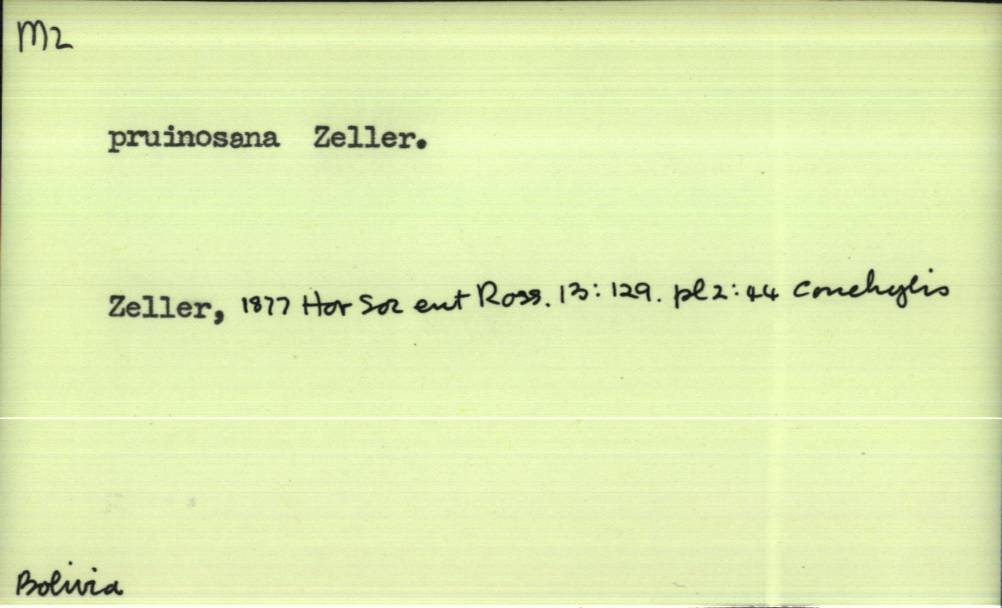 M2
pruinosana Zeller.
Zeller, 1877 Hor Soc ent Ross. 13: 129. pl 2: 44 Conchylis
Bolivia